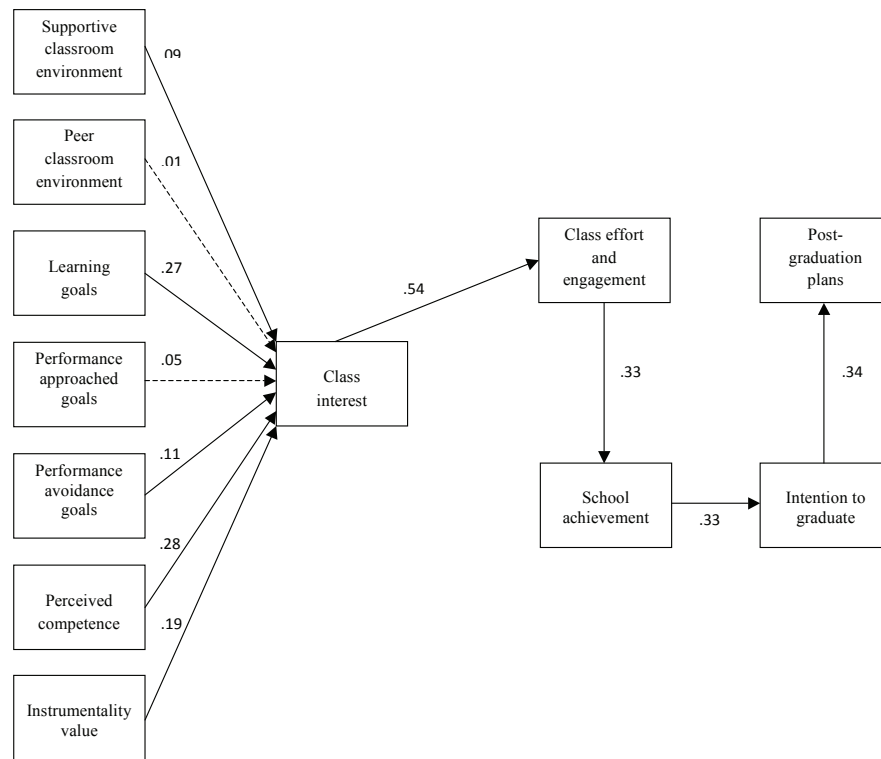 Supportive
classroom
environment
.09
Peer
classroom
environment
.01
Learning
goals
.27
Performance
approached
goals
.05
Performance
avoidance
goals
.11
Perceived
competence
.28
Instrumentality
value
.19
Class
interest
.54
Class effort
and
engagement
.33
School
achievement
.33
Intention to
graduate
.34
Post-
graduation
plans